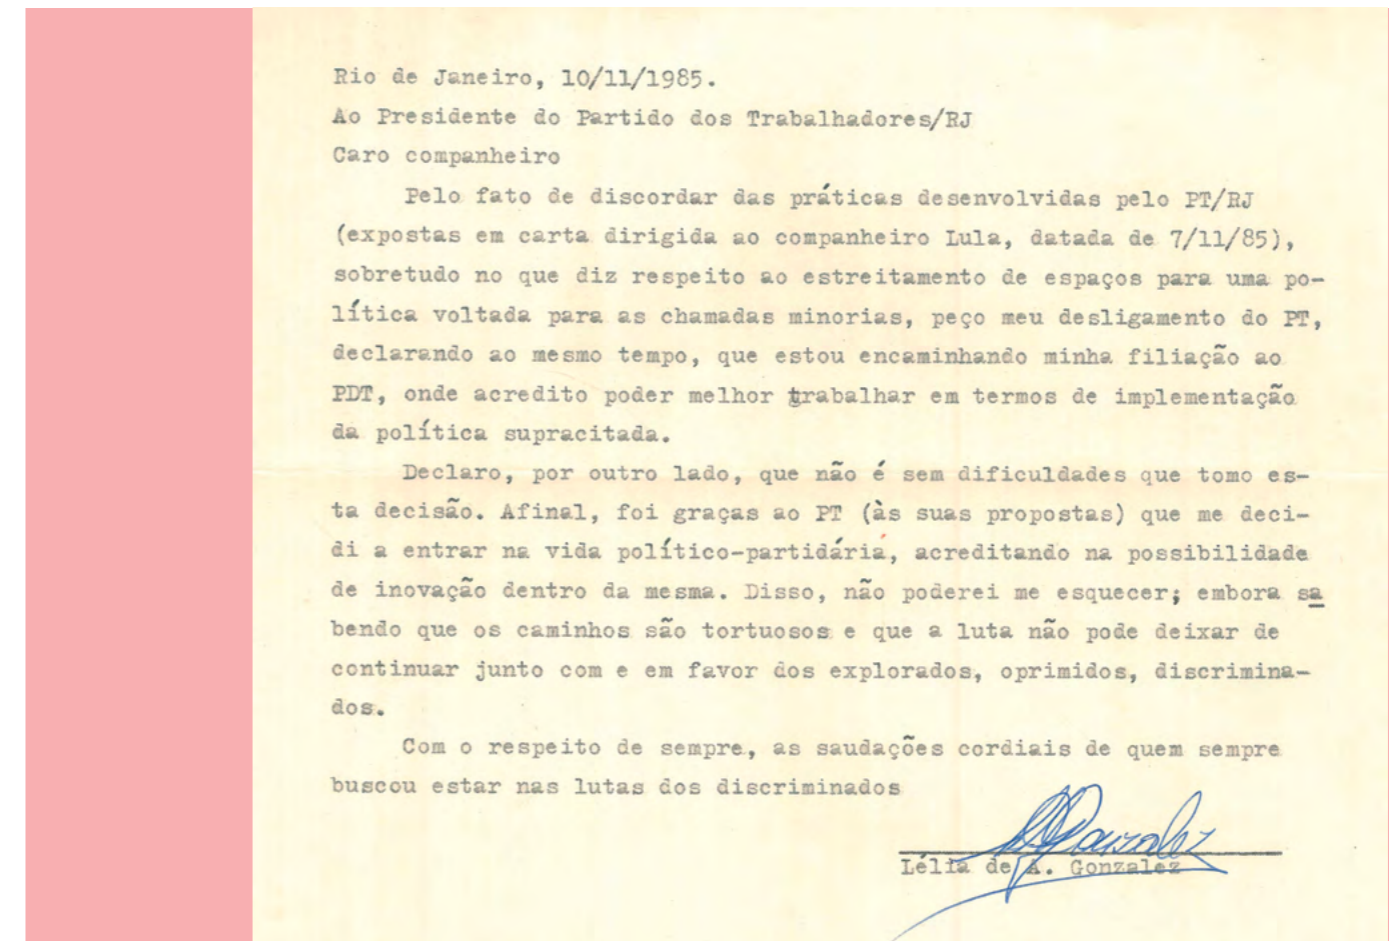 Rio de Janeiro, 10/11/1985.
Ao Presidente do Partido dos Trabalhadores/RJ
Caro companheiro
Pelo fato de discordar das práticas desenvolvidas pelo PT/RJ
(expostas em carta dirigida ao companheiro Lula, datada de 7/11/85),
sobretudo no que diz respeito ao estreitamento de espaços para uma po-
lítica voltada para as chamadas minorias, peço meu desligamento do PT,
declarando ao mesmo tempo, que estou encaminhando minha filiação ao
PDT, onde acredito poder melhor trabalhar em termos de implementação
da política supracitada.
Declaro, por outro lado, que não é sem dificuldades que tomo es-
ta decisão. Afinal, foi graças ao PT (às suas propostas) que me deci-
di a entrar na vida político-partidária, acreditando na possibilidade
de inovação dentro da mesma. Disso, não poderei me esquecer; embora sa
bendo que os caminhos são tortuosos e que a luta não pode deixar de
continuar junto com e em favor dos explorados, oprimidos, discrimina-
dos.
Com o respeito de sempre, as saudações cordiais de quem sempre
buscou estar nas lutas dos discriminados
Lélia de A. Gonzalez